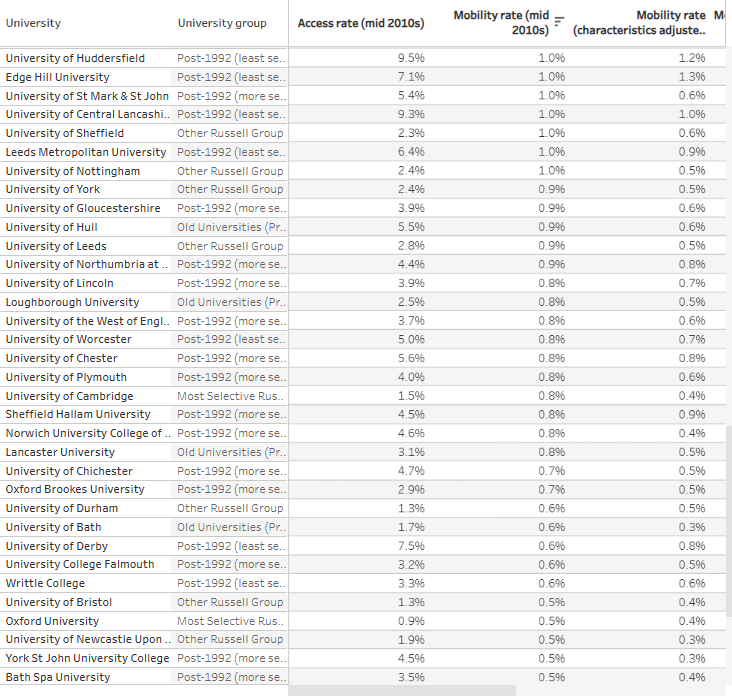 University University group Access rate (mid 2010s) Mobility rate (mid 2010s) Mobility rate (characteristics adjuste.. M
University of Huddersfield Post-1992 (least se.. 9.5% 1.0% 1.2%
Edge Hill University Post-1992 (least se.. 7.1% 1.0% 1.3%
University of St Mark & St John Post-1992 (more se.. 5.4% 1.0% 0.6%
University of Central Lancashi.. Post-1992 (least se.. 9.3% 1.0% 1.0%
University of Sheffield Other Russell Group 2.3% 1.0% 0.6%
Leeds Metropolitan University Post-1992 (least se.. 6.4% 1.0% 0.9%
University of Nottingham Other Russell Group 2.4% 1.0% 0.5%
University of York Other Russell Group 2.4% 0.9% 0.5%
University of Gloucestershire Post-1992 (more se.. 3.9% 0.9% 0.6%
University of Hull Old Universities (Pr.. 5.5% 0.9% 0.6%
University of Leeds Other Russell Group 2.8% 0.9% 0.5%
University of Northumbria at .. Post-1992 (more se.. 4.4% 0.9% 0.8%
University of Lincoln Post-1992 (more se.. 3.9% 0.8% 0.7%
Loughborough University Old Universities (Pr.. 2.5% 0.8% 0.5%
University of the West of Engl.. Post-1992 (more se.. 3.7% 0.8% 0.6%
University of Worcester Post-1992 (least se.. 5.0% 0.8% 0.7%
University of Chester Post-1992 (more se.. 5.6% 0.8% 0.8%
University of Plymouth Post-1992 (more se.. 4.0% 0.8% 0.6%
University of Cambridge Most Selective Rus.. 1.5% 0.8% 0.4%
Sheffield Hallam University Post-1992 (more se.. 4.5% 0.8% 0.9%
Norwich University College of .. Post-1992 (more se.. 4.6% 0.8% 0.4%
Lancaster University Old Universities (Pr.. 3.1% 0.8% 0.5%
University of Chichester Post-1992 (more se.. 4.7% 0.7% 0.5%
Oxford Brookes University Post-1992 (more se.. 2.9% 0.7% 0.5%
University of Durham Other Russell Group 1.3% 0.6% 0.5%
University of Bath Old Universities (Pr.. 1.7% 0.6% 0.3%
University of Derby Post-1992 (least se.. 7.5% 0.6% 0.8%
University College Falmouth Post-1992 (more se.. 3.2% 0.6% 0.5%
Writtle College Post-1992 (least se.. 3.3% 0.6% 0.6%
University of Bristol Other Russell Group 1.3% 0.5% 0.4%
Oxford University Most Selective Rus.. 0.9% 0.5% 0.4%
University of Newcastle Upon .. Other Russell Group 1.9% 0.5% 0.3%
York St John University College Post-1992 (more se.. 4.5% 0.5% 0.3%
Bath Spa University Post-1992 (more se.. 3.5% 0.5% 0.4%